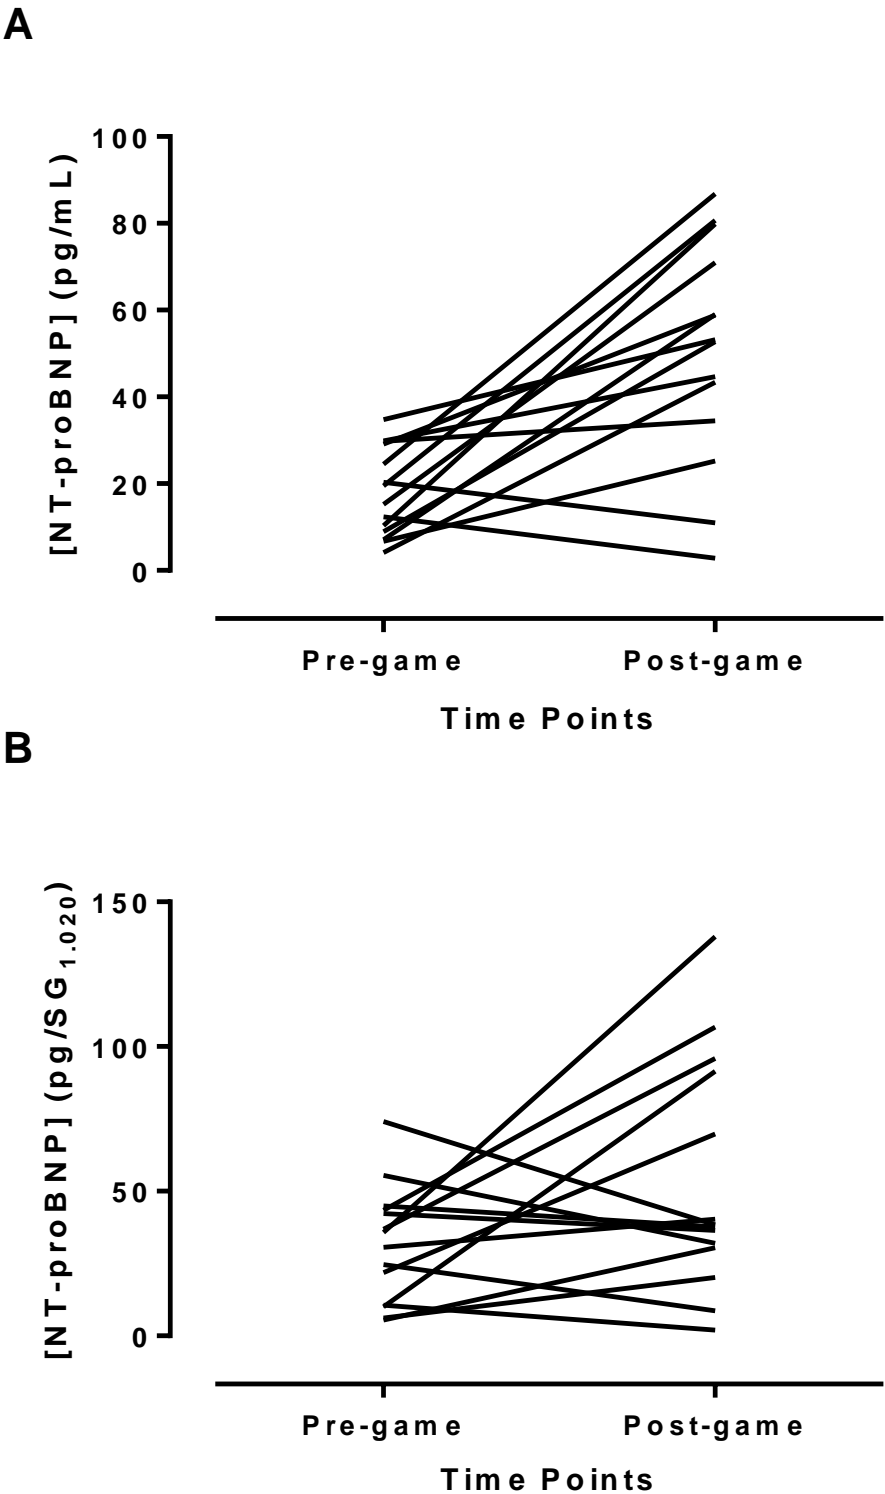 A
[NT-proBNP] (pg/mL)
100
80
60
40
20
0
Pre-game Post-game
Time Points
B
[NT-proBNP] (pg/SG1.020)
150
100
50
0
Pre-game Post-game
Time Points